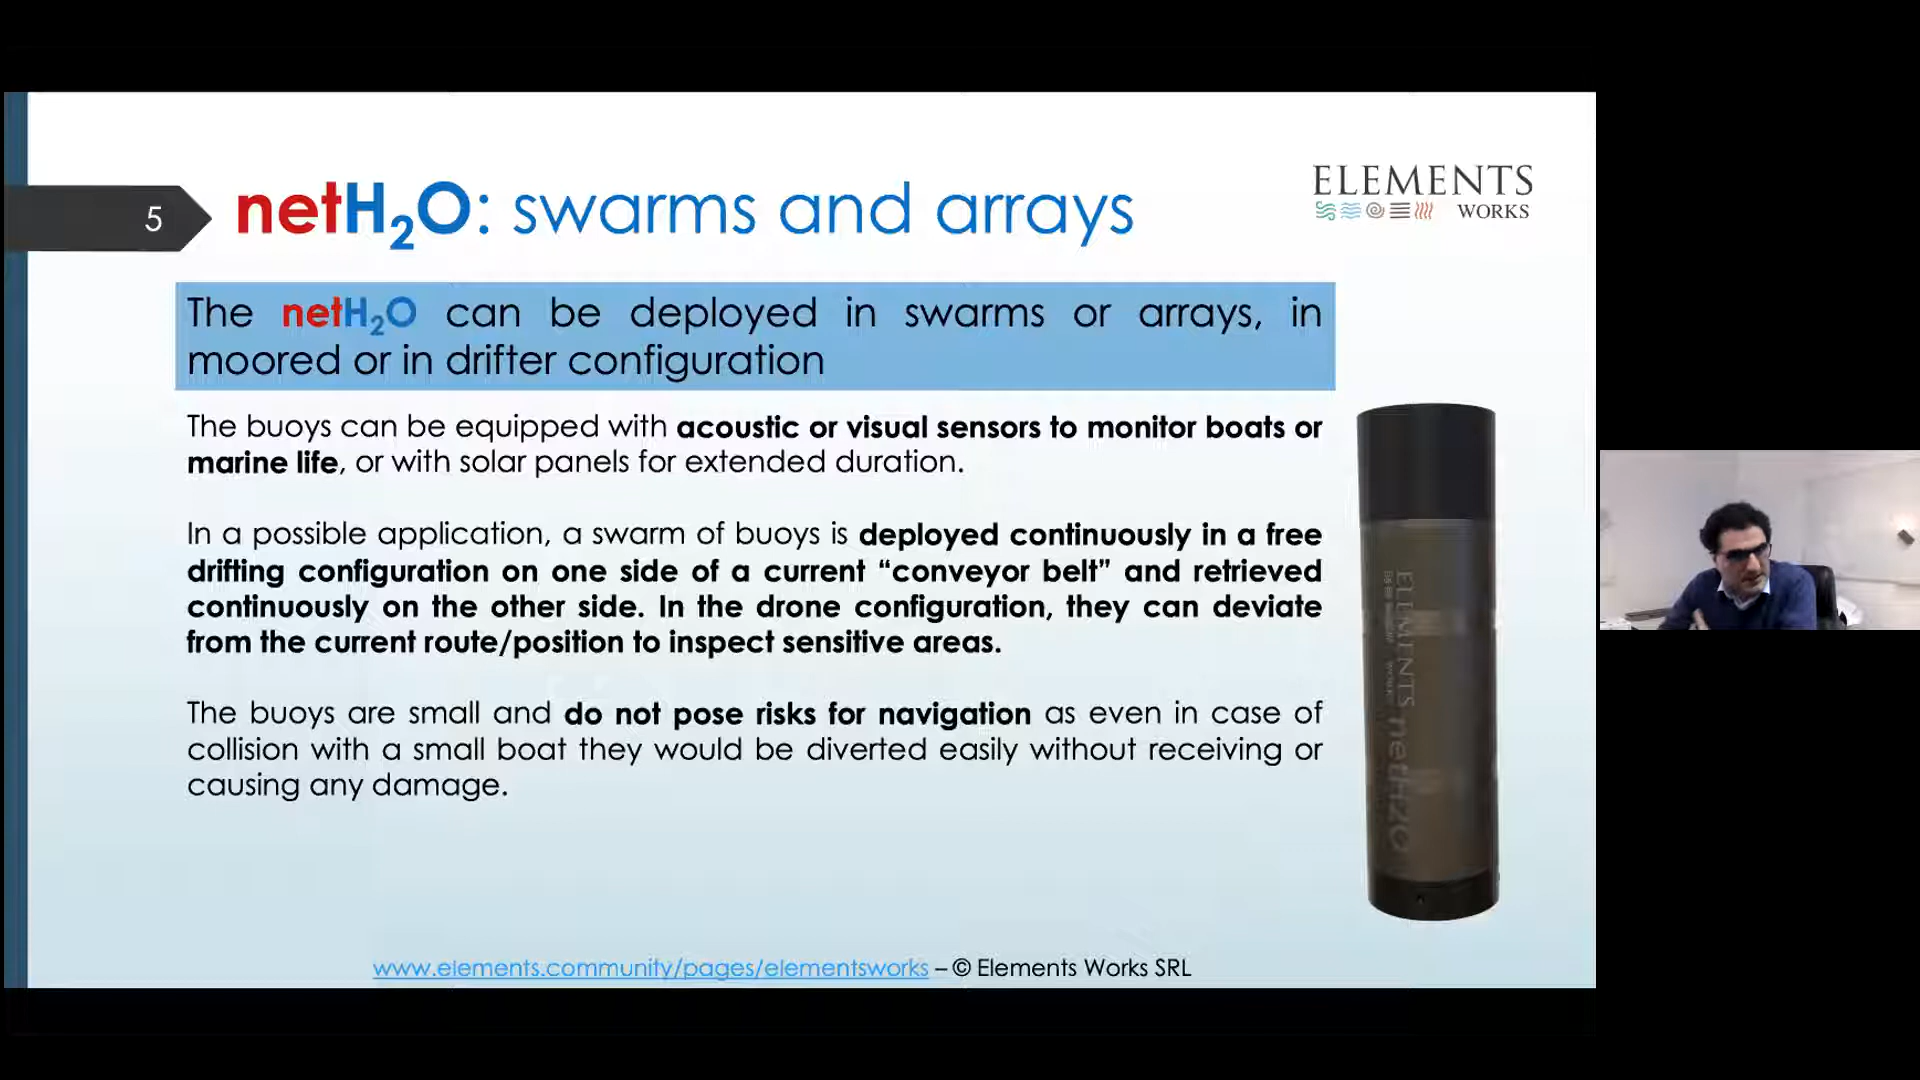 5
netH₂O: swarms and arrays
ELEMENTS
WORKS
The netH₂O can be deployed in swarms or arrays, in
moored or in drifter configuration
The buoys can be equipped with acoustic or visual sensors to monitor boats or
marine life, or with solar panels for extended duration.
In a possible application, a swarm of buoys is deployed continuously in a free
drifting configuration on one side of a current “conveyor belt” and retrieved
continuously on the other side. In the drone configuration, they can deviate
from the current route/position to inspect sensitive areas.
The buoys are small and do not pose risks for navigation as even in case of
collision with a small boat they would be diverted easily without receiving or
causing any damage.
ELEMENTS
WORKS
netH2O
www.elements.community/pages/elementsworks – © Elements Works SRL